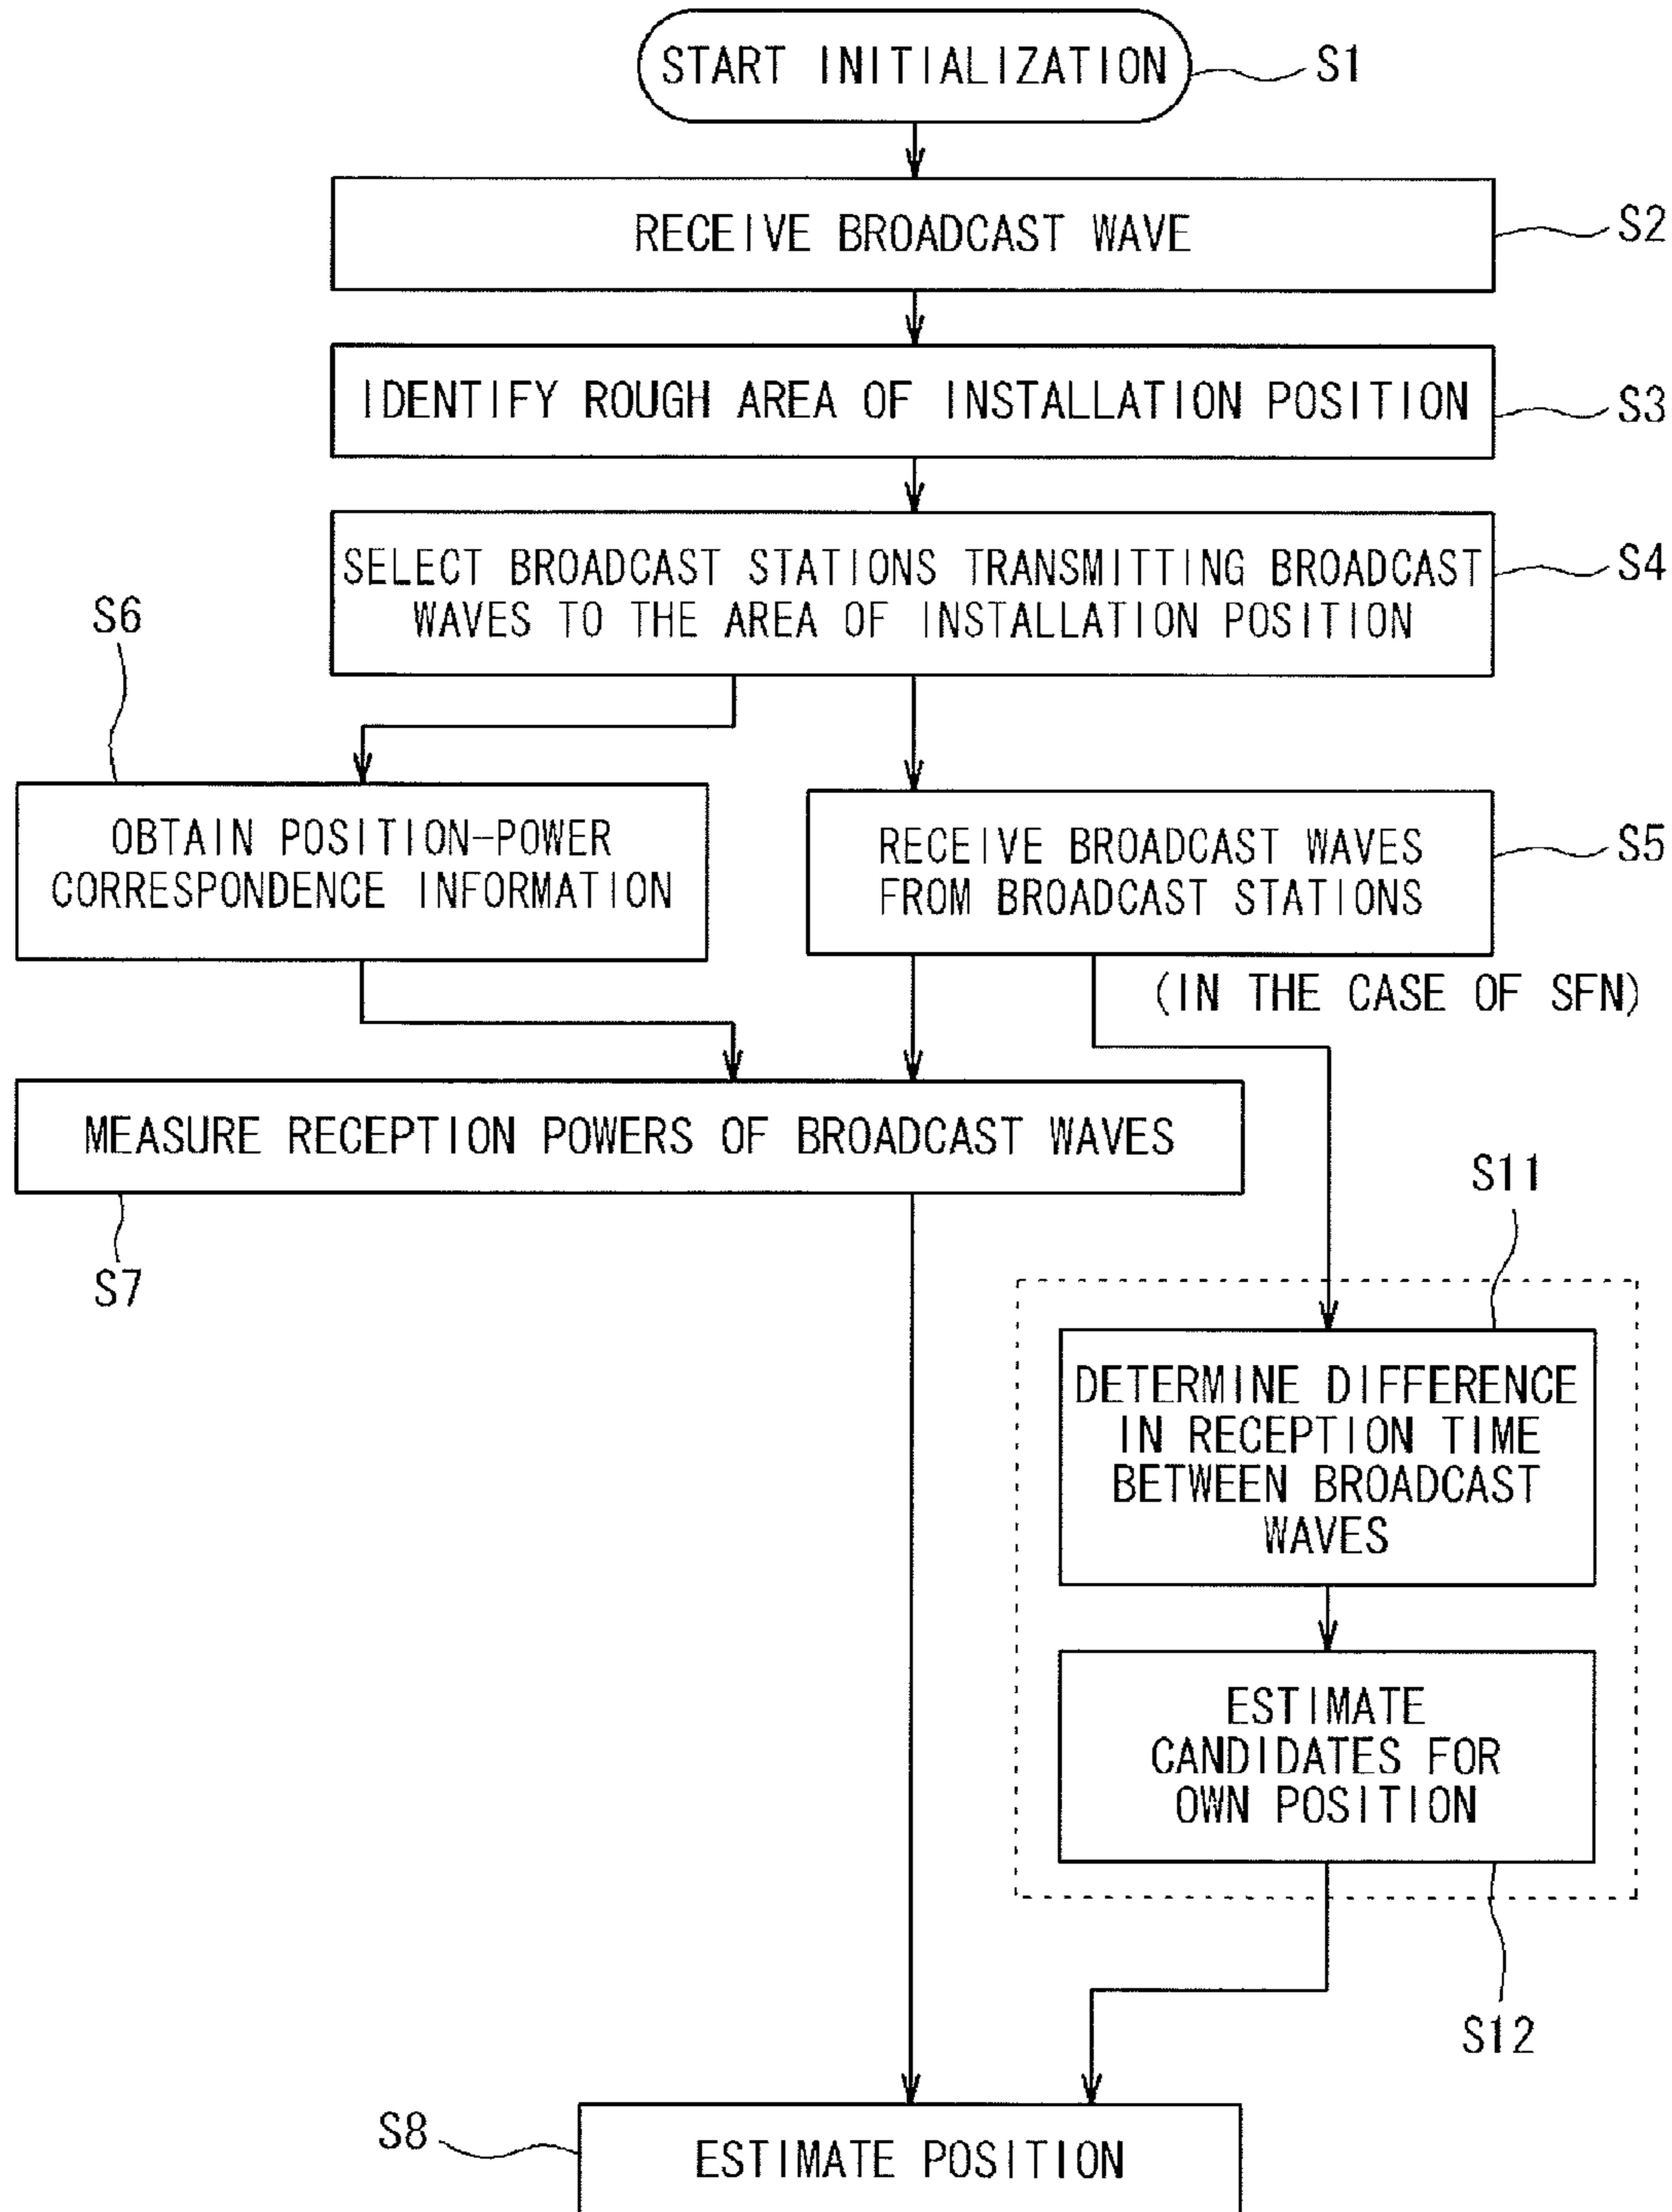 START INITIALIZATION
S1
RECEIVE BROADCAST WAVE
S2
IDENTIFY ROUGH AREA OF INSTALLATION POSITION
S3
SELECT BROADCAST STATIONS TRANSMITTING BROADCAST
WAVES TO THE AREA OF INSTALLATION POSITION
S4
S6
OBTAIN POSITION-POWER
CORRESPONDENCE INFORMATION
RECEIVE BROADCAST WAVES
FROM BROADCAST STATIONS
S5
(IN THE CASE OF SFN)
MEASURE RECEPTION POWERS OF BROADCAST WAVES
S7
S11
DETERMINE DIFFERENCE
IN RECEPTION TIME
BETWEEN BROADCAST
WAVES
ESTIMATE
CANDIDATES FOR
OWN POSITION
S12
S8
ESTIMATE POSITION